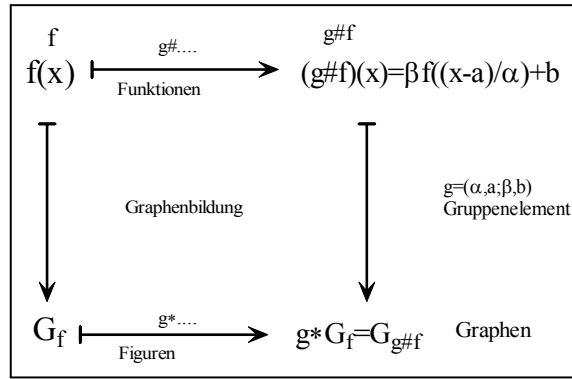 f
g#....
g#f
f(x)
(g#f)(x)=βf((x-a)/α)+b
Funktionen
Graphenbildung
g=(α,a;β,b)
Gruppenelement
g*....
G_f
g*G_f=G_g#f
Graphen
Figuren